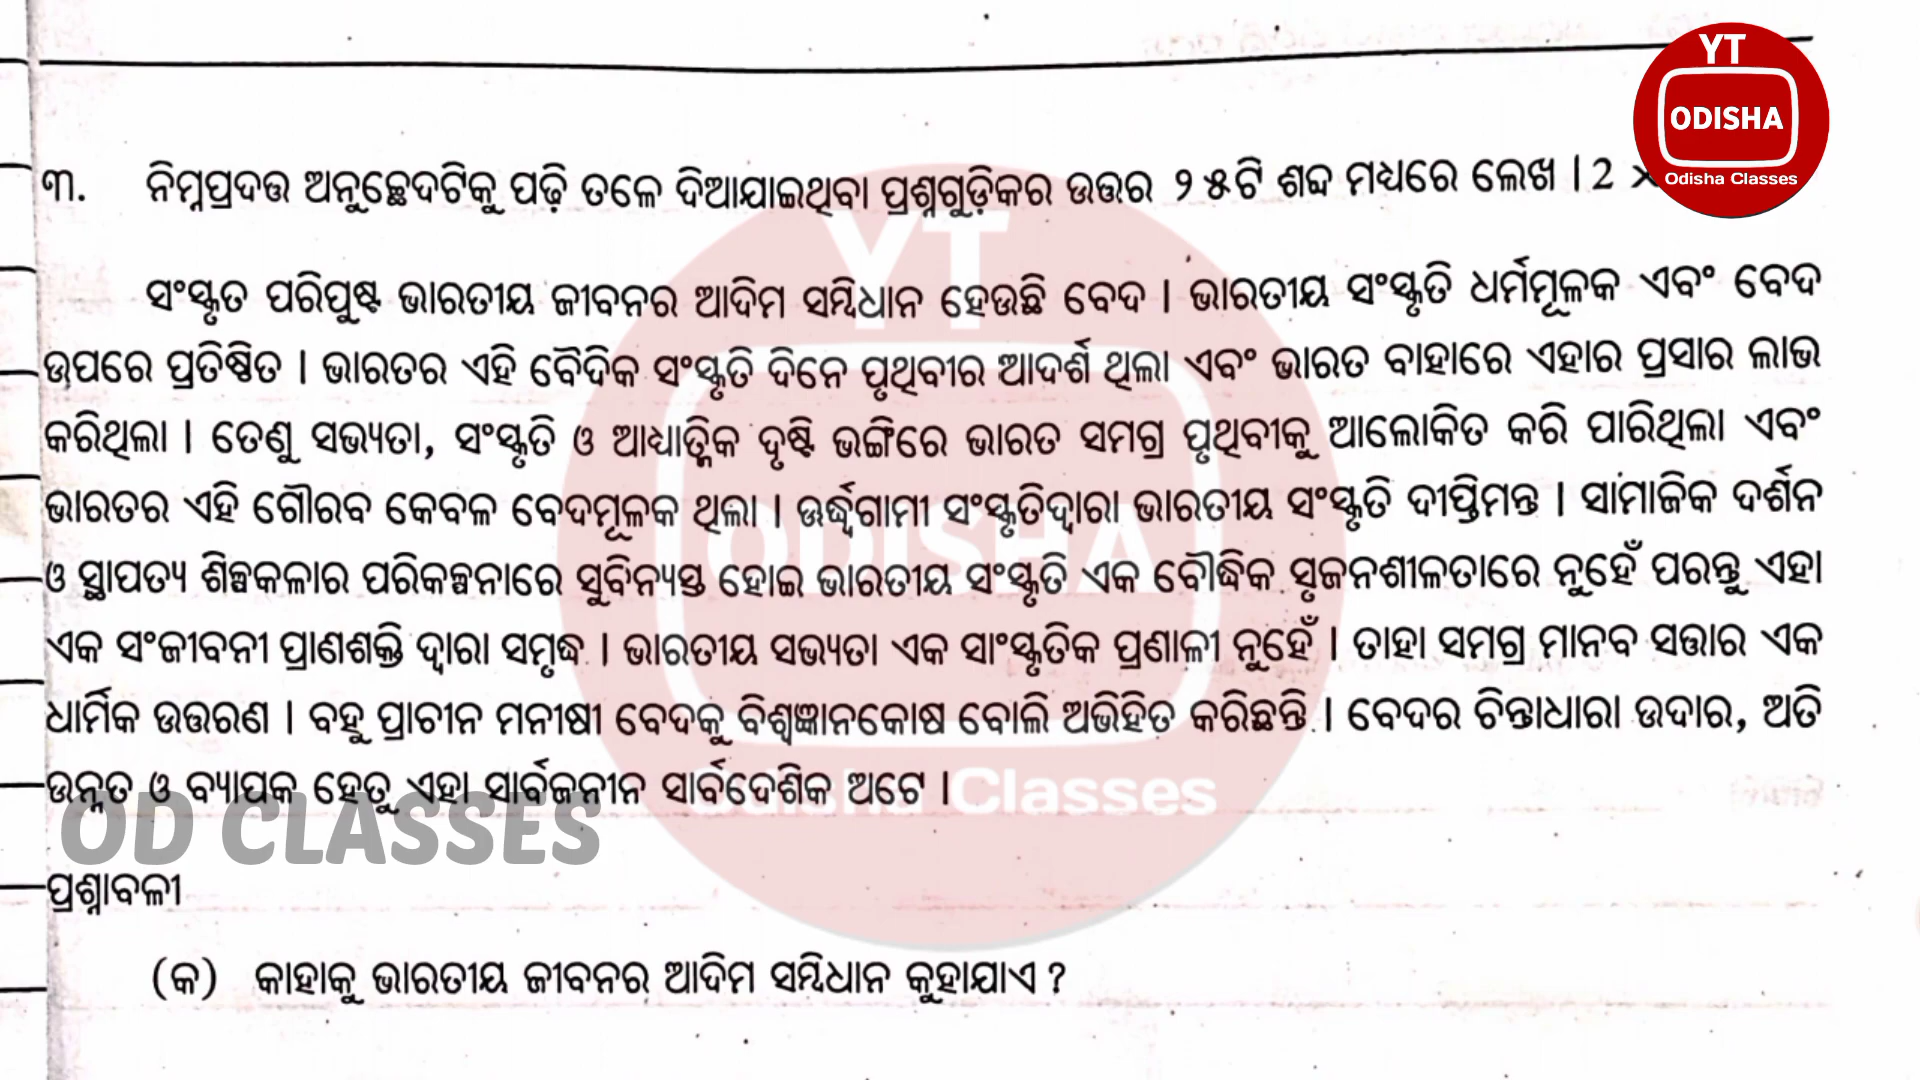 YT
ODISHA
Odisha Classes
୩. ନିମ୍ନପ୍ରଦତ୍ତ ଅନୁଚ୍ଛେଦଟିକୁ ପଢ଼ି ତଳେ ଦିଆଯାଇଥିବା ପ୍ରଶ୍ନଗୁଡ଼ିକର ଉତ୍ତର ୨୫ଟି ଶବ୍ଦ ମଧ୍ୟରେ ଲେଖ । 2 ×
ସଂସ୍କୃତ ପରିପୁଷ୍ଟ ଭାରତୀୟ ଜୀବନର ଆଦିମ ସମ୍ବିଧାନ ହେଉଛି ବେଦ । ଭାରତୀୟ ସଂସ୍କୃତି ଧର୍ମମୂଳକ ଏବଂ ବେଦ
ଉପରେ ପ୍ରତିଷ୍ଠିତ । ଭାରତର ଏହି ବୈଦିକ ସଂସ୍କୃତି ଦିନେ ପୃଥିବୀର ଆଦର୍ଶ ଥିଲା ଏବଂ ଭାରତ ବାହାରେ ଏହାର ପ୍ରସାର ଲାଭ
କରିଥିଲା । ତେଣୁ ସଭ୍ୟତା, ସଂସ୍କୃତି ଓ ଆଧ୍ୟାତ୍ମିକ ଦୃଷ୍ଟି ଭଙ୍ଗିରେ ଭାରତ ସମଗ୍ର ପୃଥିବୀକୁ ଆଲୋକିତ କରି ପାରିଥିଲା ଏବଂ
ଭାରତର ଏହି ଗୌରବ କେବଳ ବେଦମୂଳକ ଥିଲା । ଊର୍ଦ୍ଧ୍ୱଗାମୀ ସଂସ୍କୃତିଦ୍ୱାରା ଭାରତୀୟ ସଂସ୍କୃତି ଦୀପ୍ତିମନ୍ତ । ସାମାଜିକ ଦର୍ଶନ
ଓ ସ୍ଥାପତ୍ୟ ଶିଳ୍ପକଳାର ପରିକଳ୍ପନାରେ ସୁବିନ୍ୟସ୍ତ ହୋଇ ଭାରତୀୟ ସଂସ୍କୃତି ଏକ ବୌଦ୍ଧିକ ସୃଜନଶୀଳତାରେ ନୁହେଁ ପରନ୍ତୁ ଏହା
ଏକ ସଂଜୀବନୀ ପ୍ରାଣଶକ୍ତି ଦ୍ୱାରା ସମୃଦ୍ଧ । ଭାରତୀୟ ସଭ୍ୟତା ଏକ ସାଂସ୍କୃତିକ ପ୍ରଣାଳୀ ନୁହେଁ । ତାହା ସମଗ୍ର ମାନବ ସତ୍ତାର ଏକ
ଧାର୍ମିକ ଉତ୍ତରଣ । ବହୁ ପ୍ରାଚୀନ ମନୀଷୀ ବେଦକୁ ବିଶ୍ୱଜ୍ଞାନକୋଷ ବୋଲି ଅଭିହିତ କରିଛନ୍ତି । ବେଦର ଚିନ୍ତାଧାରା ଉଦାର, ଅତି
ଉନ୍ନତ ଓ ବ୍ୟାପକ ହେତୁ ଏହା ସାର୍ବଜନୀନ ସାର୍ବଦେଶିକ ଅଟେ ।
OD CLASSES
ପ୍ରଶ୍ନାବଳୀ
(କ) କାହାକୁ ଭାରତୀୟ ଜୀବନର ଆଦିମ ସମ୍ବିଧାନ କୁହାଯାଏ ?
YT
ODISHA
Odisha Classes